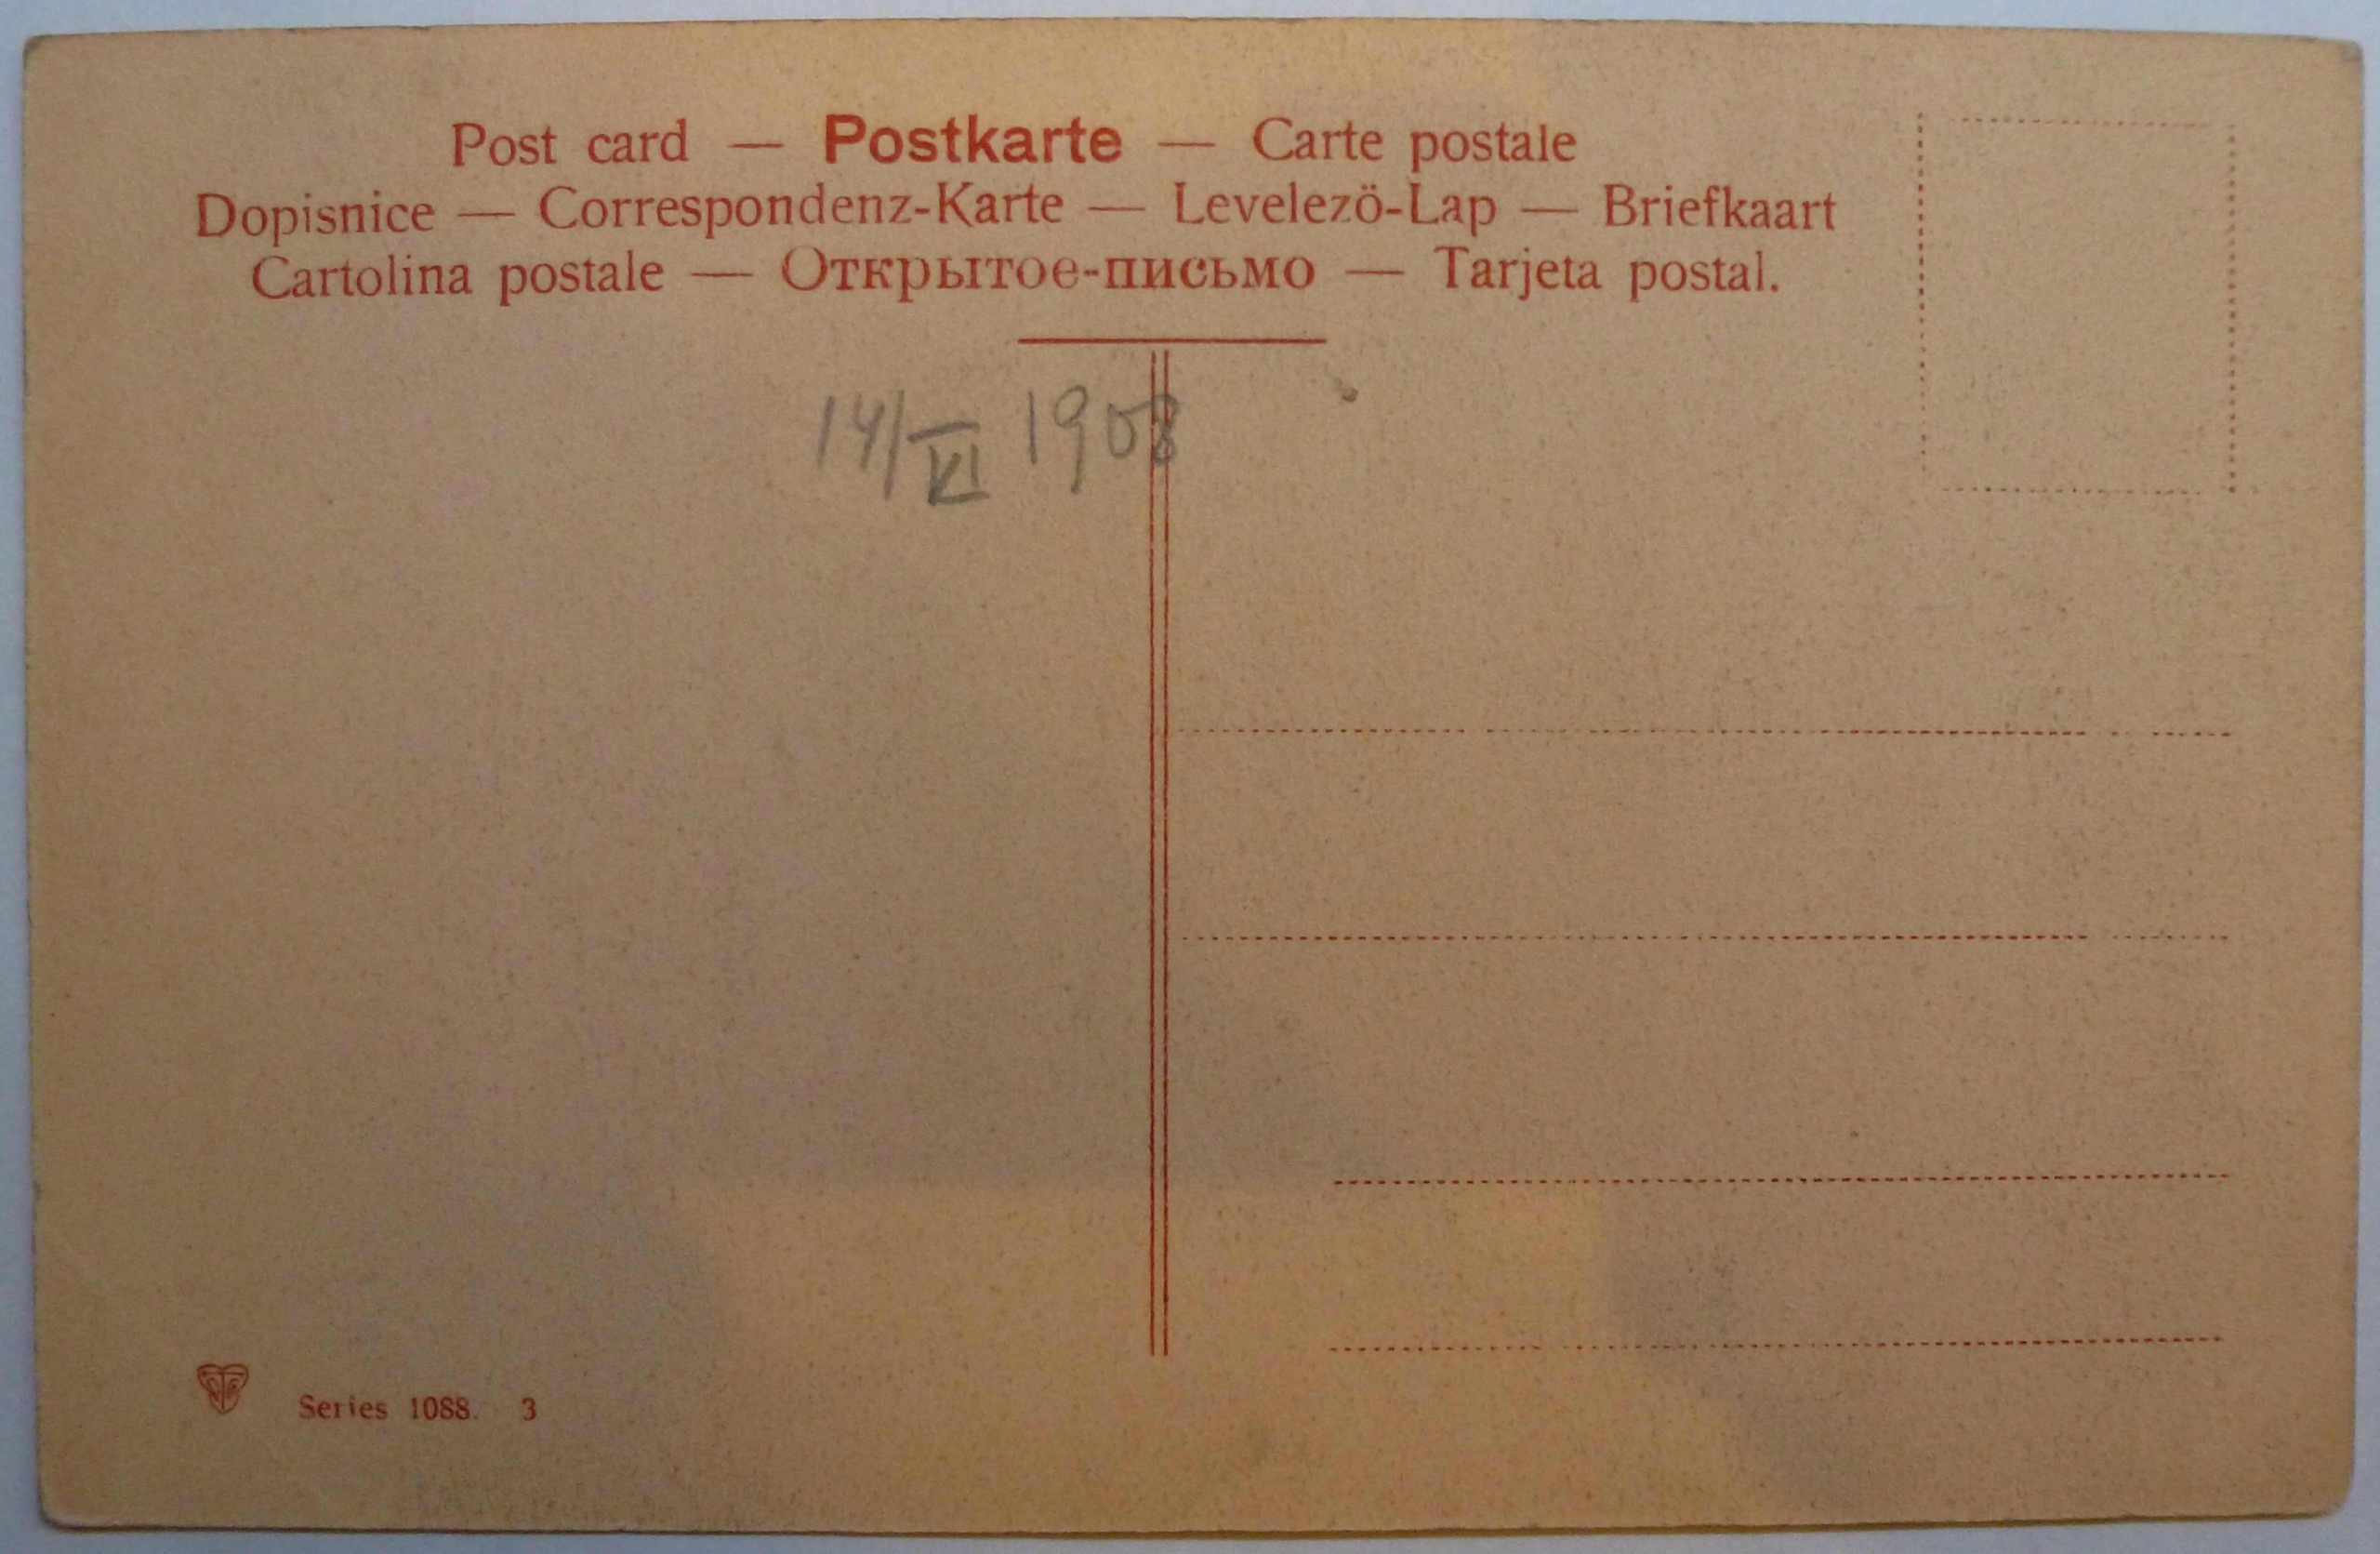 Post card — Postkarte — Carte postale
Dopisnice — Correspondenz-Karte — Levelezö-Lap — Briefkaart
Cartolina postale — Открытое-письмо — Tarjeta postal.
14/XI 1908
Series 1088. 3